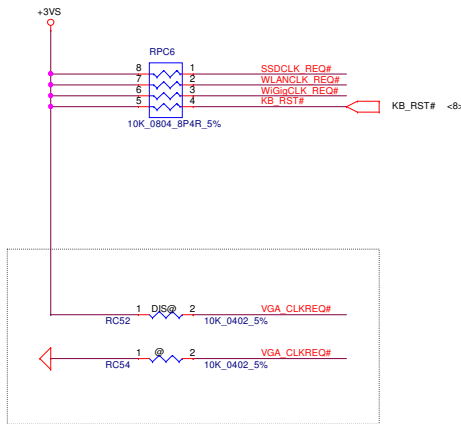 +3VS
RPC6
8 1 SSDCLK_REQ#
7 2 WLANCLK_REQ#
6 3 WiGigCLK_REQ#
5 4 KB_RST#
KB_RST# <8>
10K_0804_8P4R_5%
1 DIS@ 2 VGA_CLKREQ#
RC52 10K_0402_5%
1 @ 2 VGA_CLKREQ#
RC54 10K_0402_5%